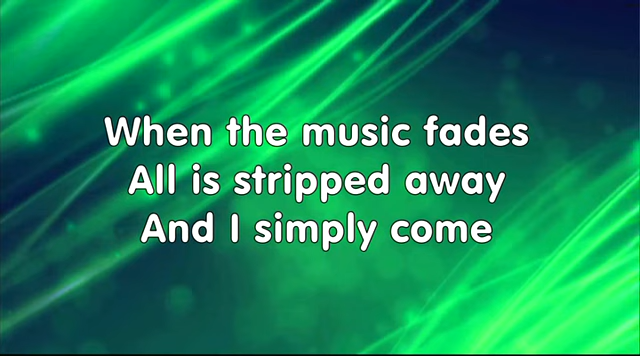 When the music fades
All is stripped away
And I simply come